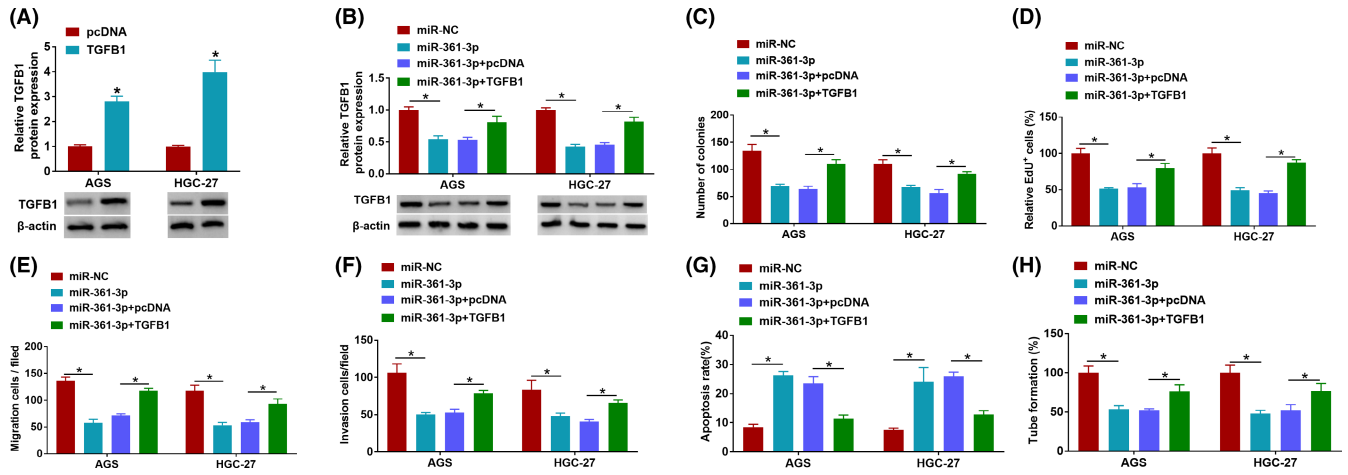 (A)
pcDNA
TGFB1
Relative TGFB1
protein expression
5
4
3
2
1
0
*
*
AGS
HGC-27
TGFB1
β-actin
(B)
miR-NC
miR-361-3p
miR-361-3p+pcDNA
miR-361-3p+TGFB1
Relative TGFB1
protein expression
1.5
1.0
0.5
0.0
* * * *
AGS
HGC-27
TGFB1
β-actin
(C)
miR-NC
miR-361-3p
miR-361-3p+pcDNA
miR-361-3p+TGFB1
Number of colonies
200
150
100
50
0
* * * *
AGS
HGC-27
(D)
miR-NC
miR-361-3p
miR-361-3p+pcDNA
miR-361-3p+TGFB1
Relative EdU+ cells (%)
150
100
50
0
* * * *
AGS
HGC-27
(E)
miR-NC
miR-361-3p
miR-361-3p+pcDNA
miR-361-3p+TGFB1
Migration cells / filed
200
150
100
50
0
* * * *
AGS
HGC-27
(F)
miR-NC
miR-361-3p
miR-361-3p+pcDNA
miR-361-3p+TGFB1
Invasion cells/field
150
100
50
0
* * * *
AGS
HGC-27
(G)
miR-NC
miR-361-3p
miR-361-3p+pcDNA
miR-361-3p+TGFB1
Apoptosis rate(%)
40
30
20
10
0
* * * *
AGS
HGC-27
(H)
miR-NC
miR-361-3p
miR-361-3p+pcDNA
miR-361-3p+TGFB1
Tube formation (%)
150
100
50
0
* * * *
AGS
HGC-27